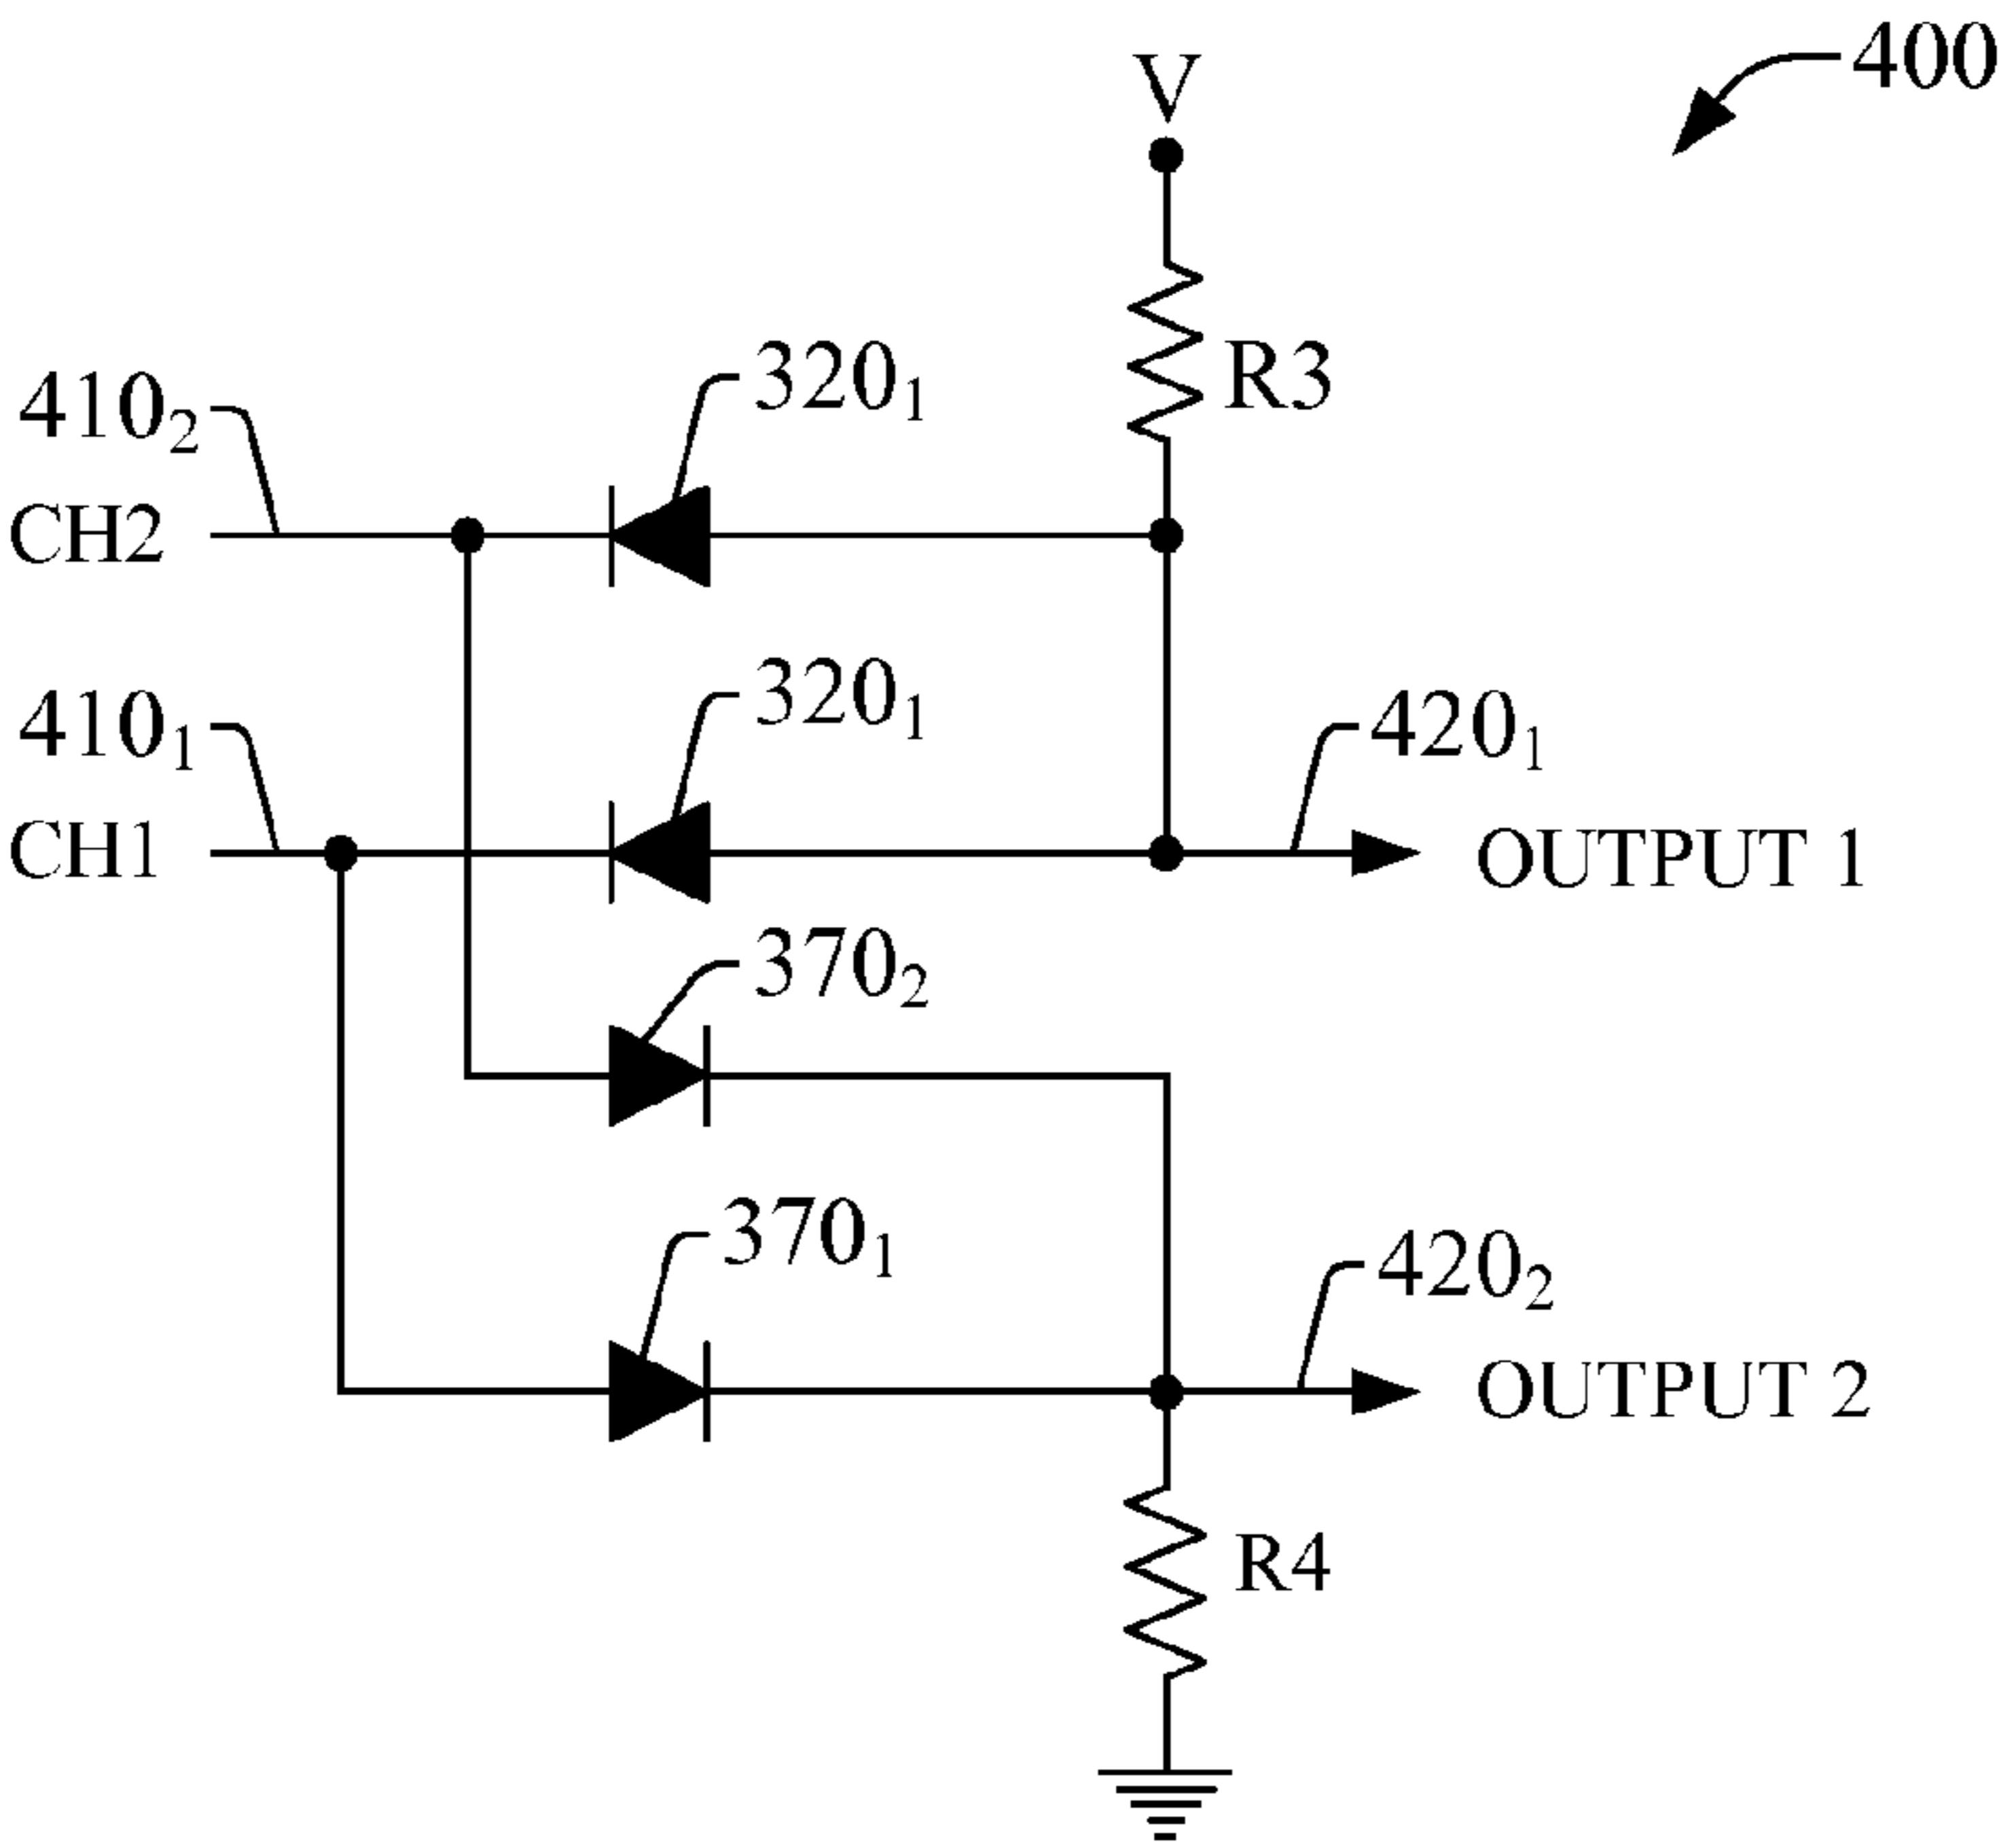 400
V
R3
320₁
410₂
CH2
320₁
410₁
CH1
420₁
OUTPUT 1
370₂
370₁
420₂
OUTPUT 2
R4